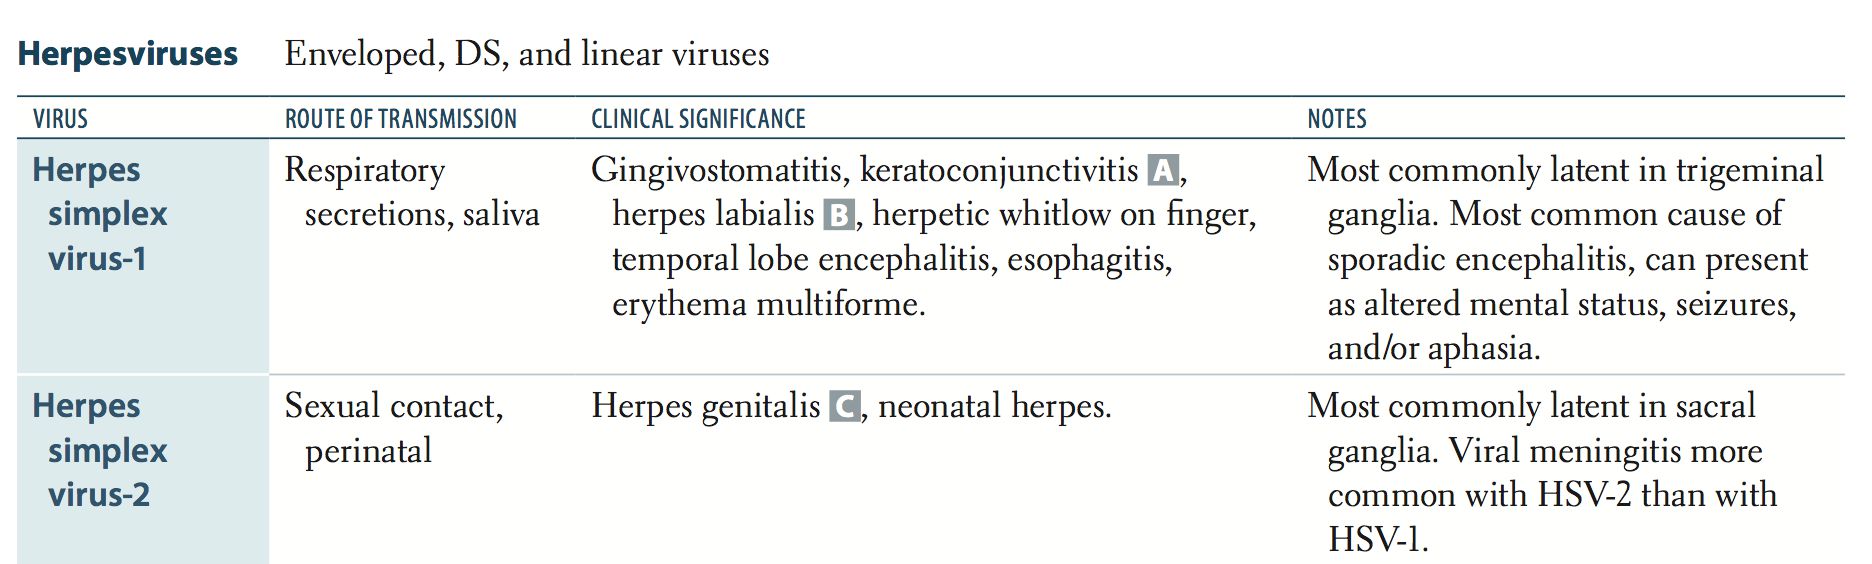 Herpesviruses Enveloped, DS, and linear viruses
VIRUS ROUTE OF TRANSMISSION CLINICAL SIGNIFICANCE NOTES
Herpes simplex virus-1
Respiratory secretions, saliva
Gingivostomatitis, keratoconjunctivitis A,
herpes labialis B, herpetic whitlow on finger,
temporal lobe encephalitis, esophagitis,
erythema multiforme.
Most commonly latent in trigeminal
ganglia. Most common cause of
sporadic encephalitis, can present
as altered mental status, seizures,
and/or aphasia.
Herpes simplex virus-2
Sexual contact, perinatal
Herpes genitalis C, neonatal herpes.
Most commonly latent in sacral
ganglia. Viral meningitis more
common with HSV-2 than with
HSV-1.